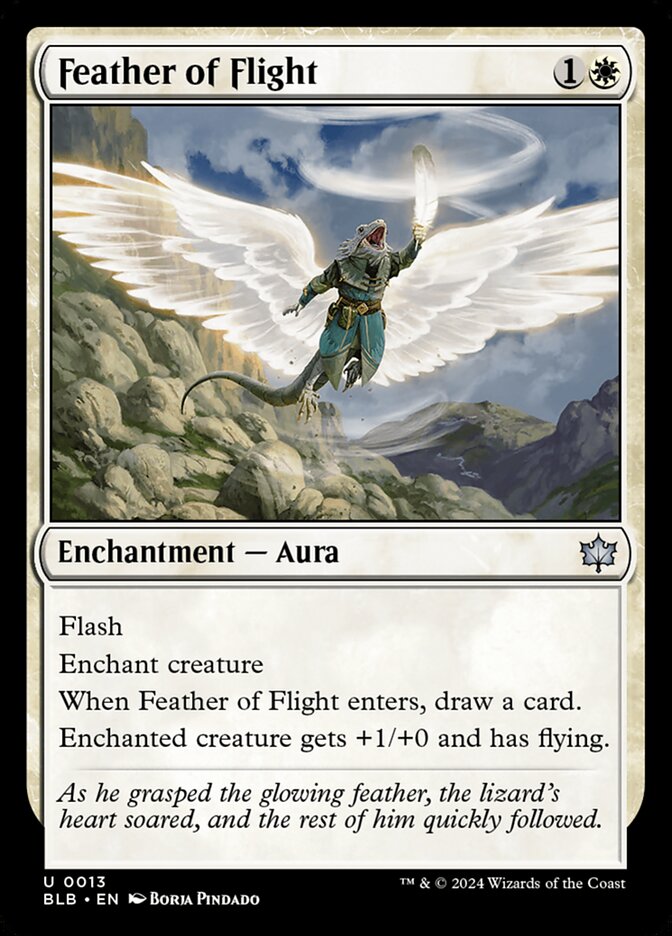 Feather of Flight 1
Enchantment — Aura
Flash
Enchant creature
When Feather of Flight enters, draw a card.
Enchanted creature gets +1/+0 and has flying.
As he grasped the glowing feather, the lizard's
heart soared, and the rest of him quickly followed.
U 0013
BLB • EN Borja Pindado
™ & © 2024 Wizards of the Coast